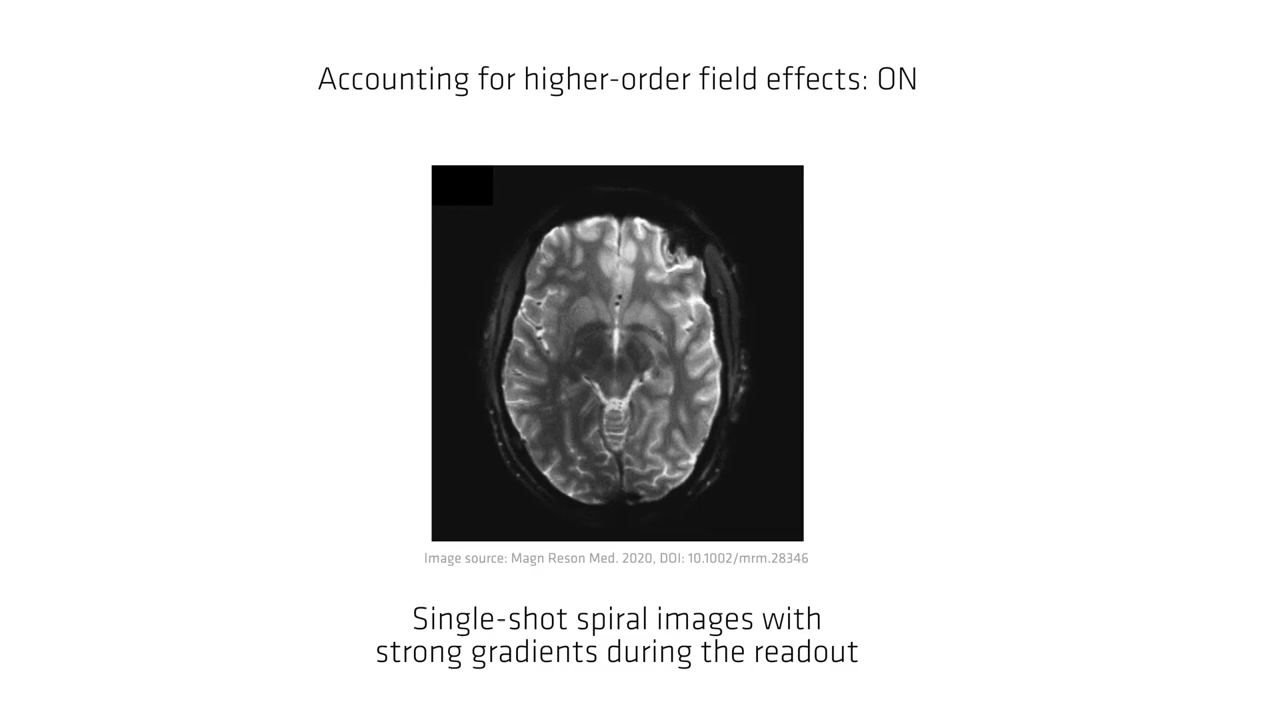 Accounting for higher-order field effects: ON
Image source: Magn Reson Med. 2020, DOI: 10.1002/mrm.28346
Single-shot spiral images with
strong gradients during the readout